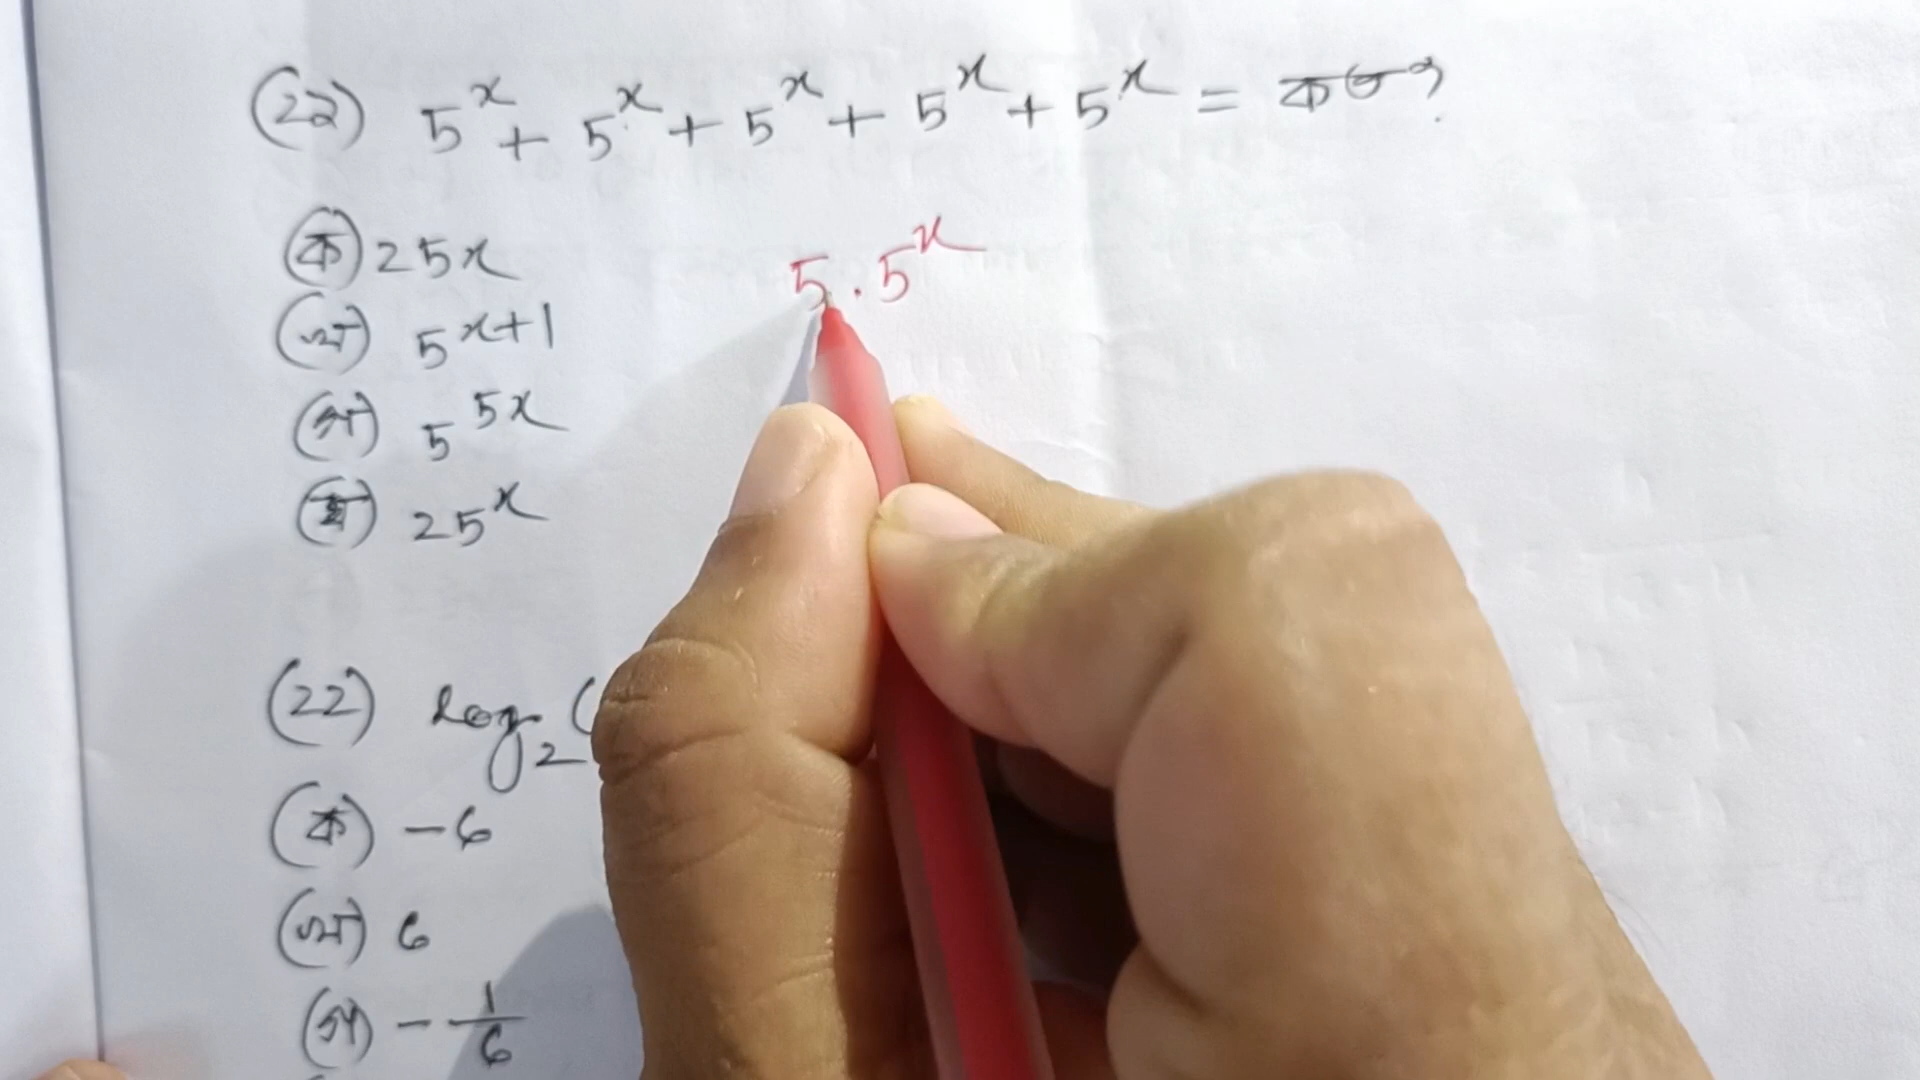 (22) 5^x + 5^x + 5^x + 5^x + 5^x = কত?
(ক) 25x
5 . 5^x
(খ) 5^{x+1}
(গ) 5^{5x}
(ঘ) 25^x
(22) log_2 (
(ক) -6
(খ) 6
(গ) - 1/6